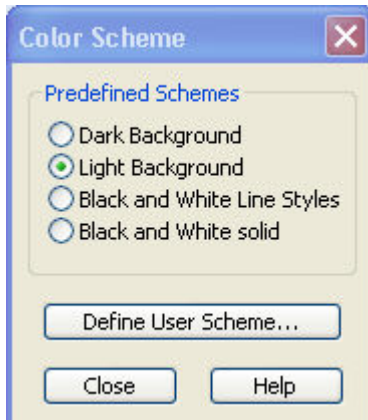 Color Scheme
Predefined Schemes
Dark Background
Light Background
Black and White Line Styles
Black and White solid
Define User Scheme...
Close Help